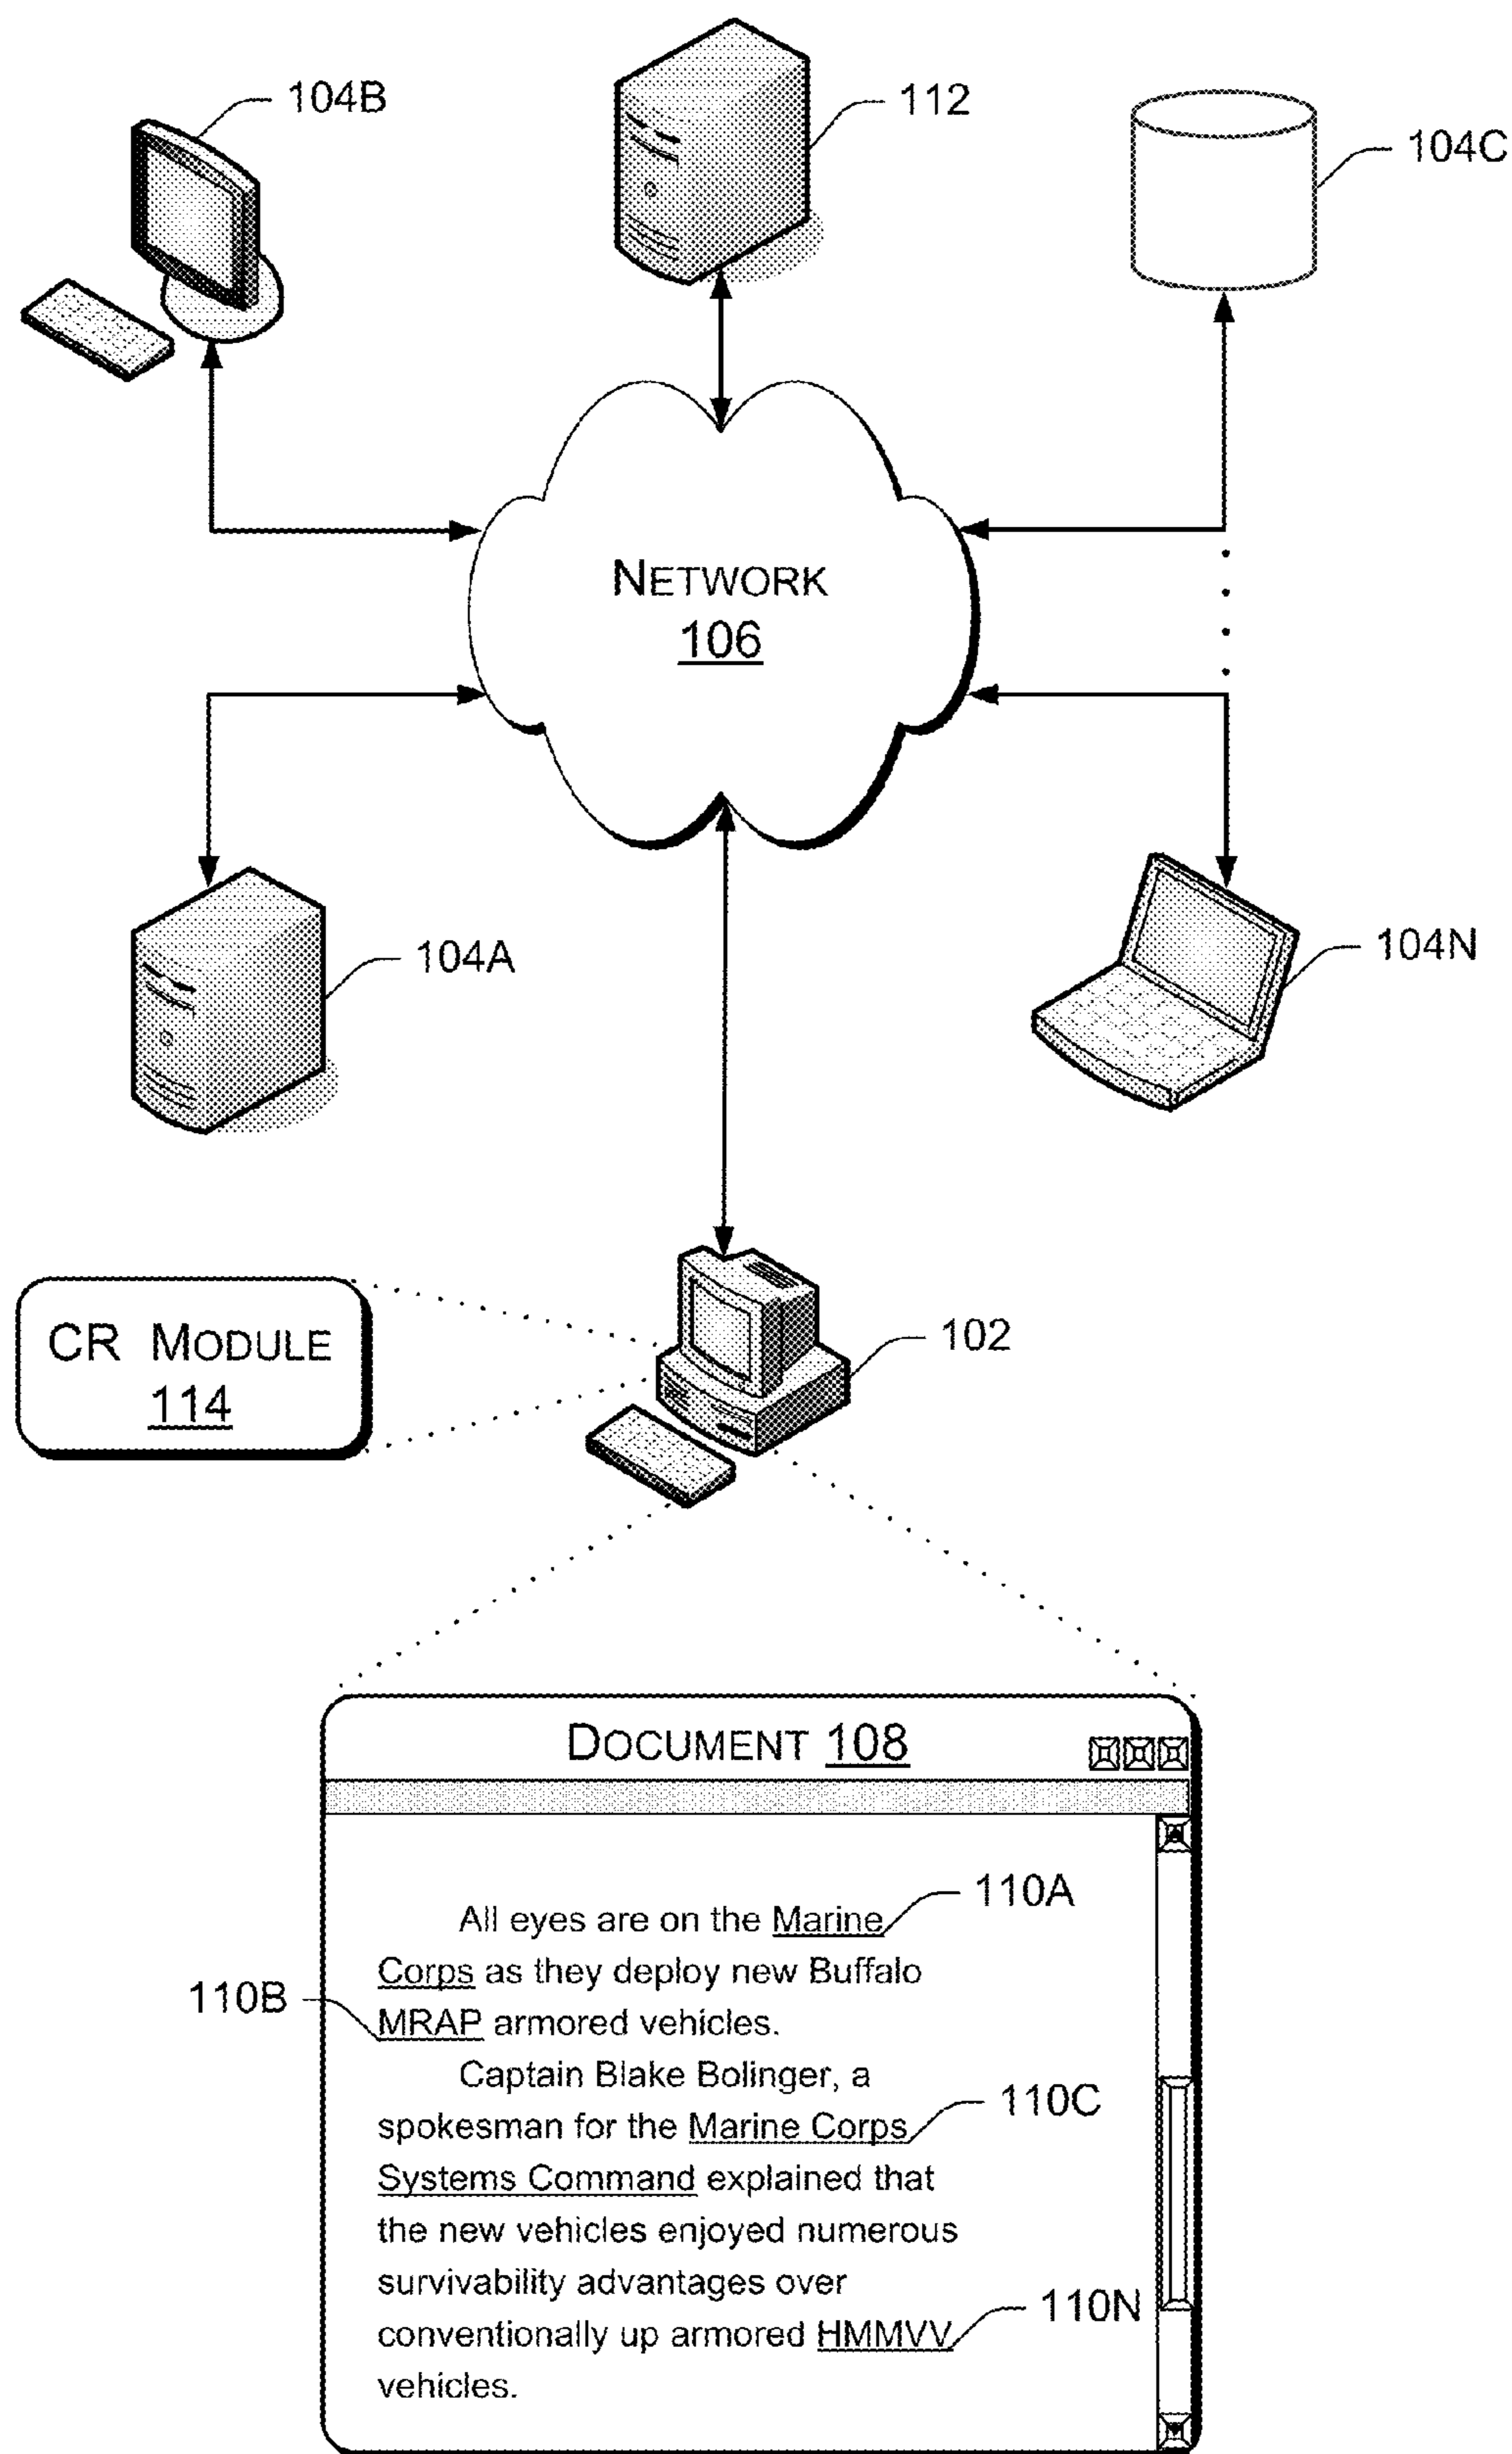 104B
112
104C
NETWORK
106
104A
104N
CR MODULE
114
102
DOCUMENT 108
110A
All eyes are on the Marine
Corps as they deploy new Buffalo
110B
MRAP armored vehicles.
Captain Blake Bolinger, a
110C
spokesman for the Marine Corps
Systems Command explained that
the new vehicles enjoyed numerous
survivability advantages over
110N
conventionally up armored HMMVV
vehicles.